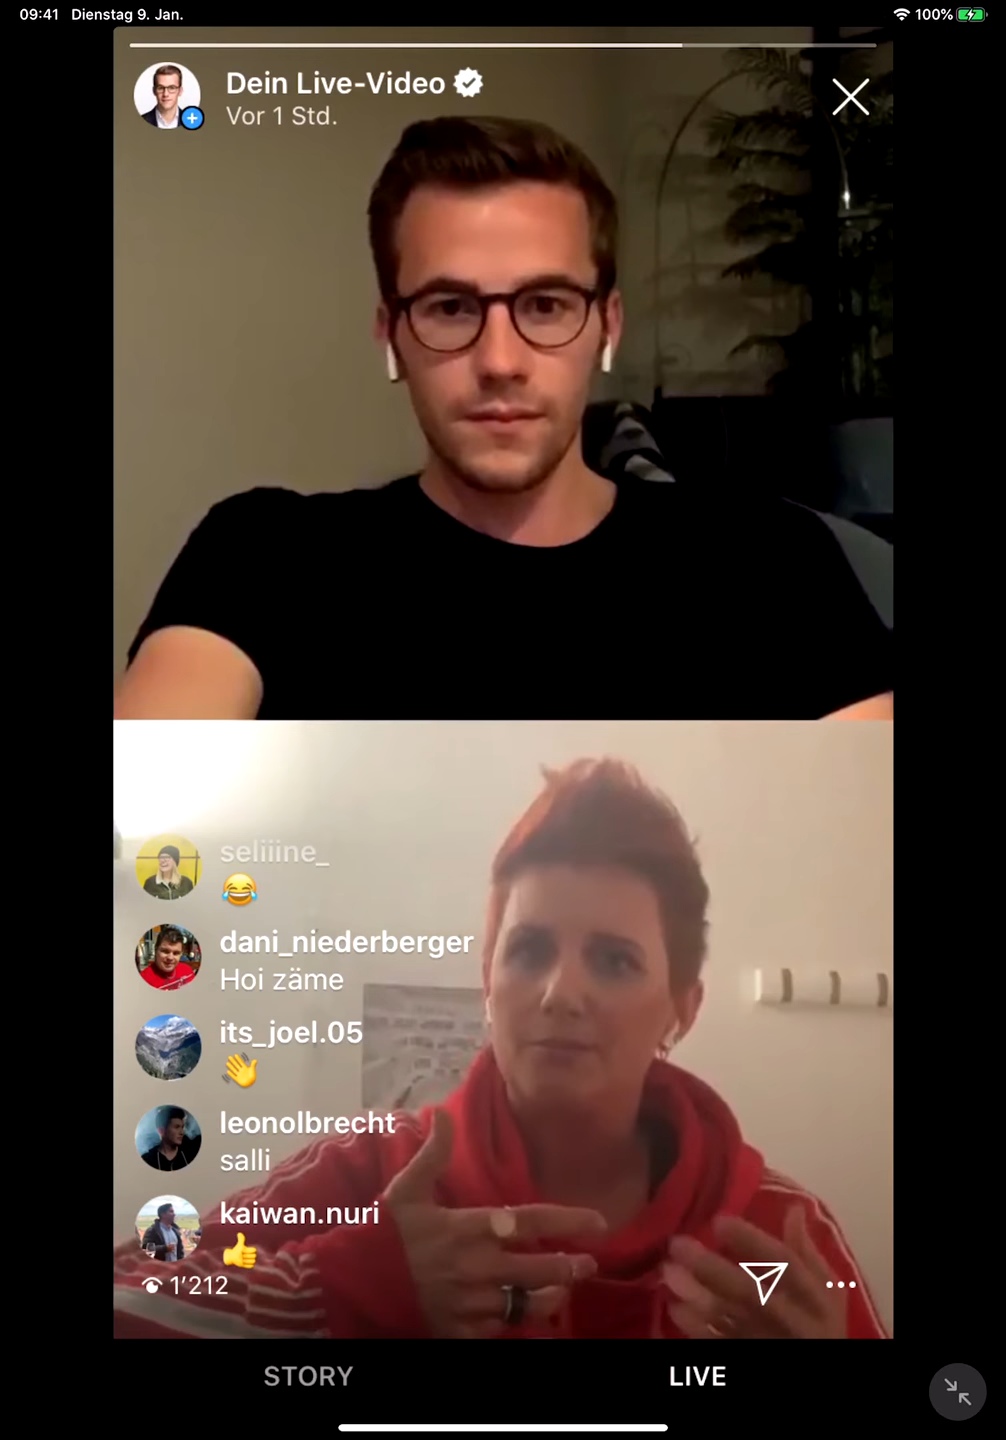 09:41 Dienstag 9. Jan. 100%
Dein Live-Video
Vor 1 Std.
seliiine_
😂
dani_niederberger
Hoi zäme
its_joel.05
👋
leonolbrecht
salli
kaiwan.nuri
👍
1’212
STORY LIVE